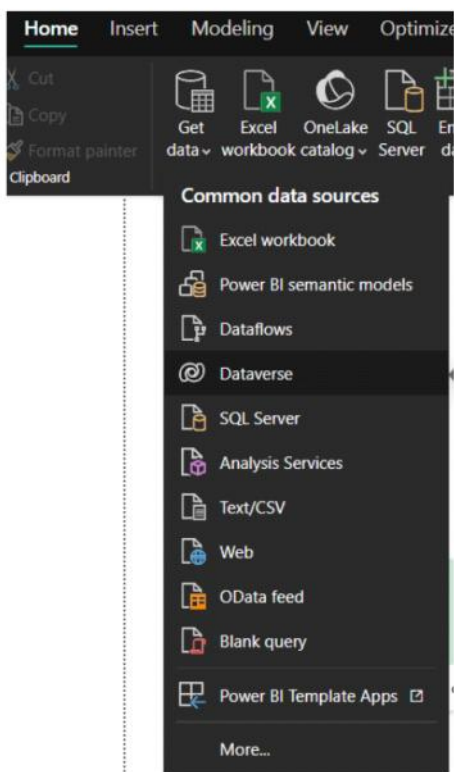 Home Insert Modeling View Optimize
Cut
Copy
Format painter
Clipboard
Get data
Excel workbook
OneLake catalog
SQL Server
Common data sources
Excel workbook
Power BI semantic models
Dataflows
Dataverse
SQL Server
Analysis Services
Text/CSV
Web
OData feed
Blank query
Power BI Template Apps
More...